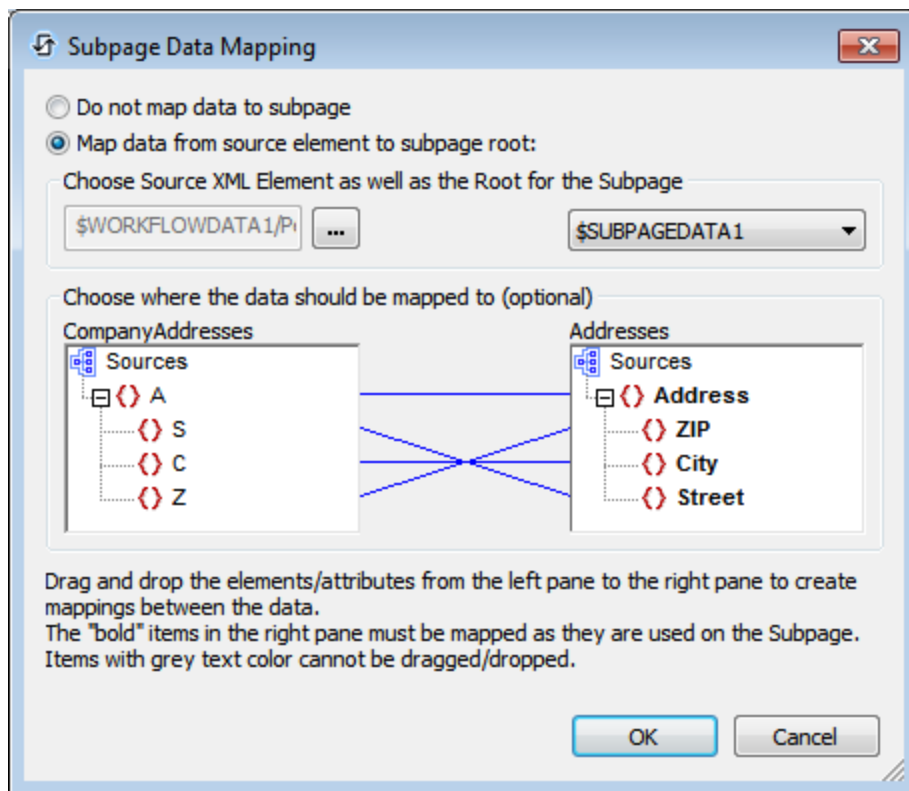 Subpage Data Mapping
Do not map data to subpage
Map data from source element to subpage root:
Choose Source XML Element as well as the Root for the Subpage
$WORKFLOWDATA1/P
...
$SUBPAGEDATA1
Choose where the data should be mapped to (optional)
CompanyAddresses
Addresses
Sources
Sources
A
Address
S
ZIP
C
City
Z
Street
Drag and drop the elements/attributes from the left pane to the right pane to create
mappings between the data.
The "bold" items in the right pane must be mapped as they are used on the Subpage.
Items with grey text color cannot be dragged/dropped.
OK
Cancel